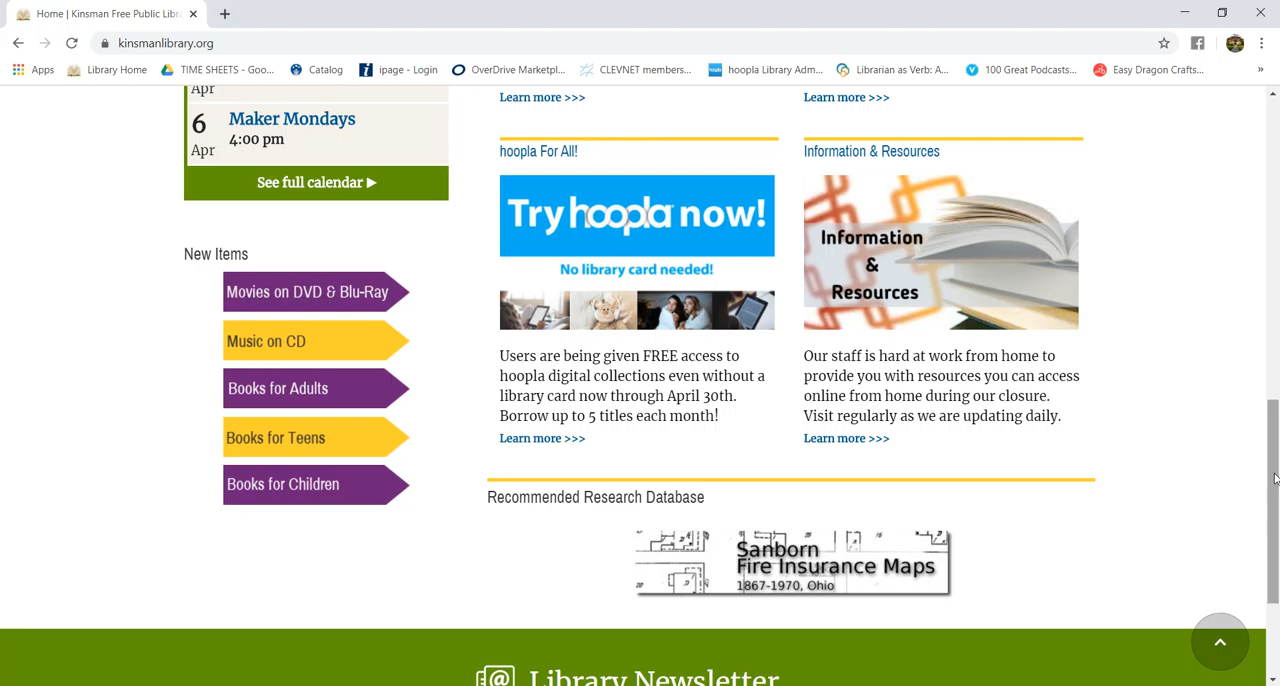 Home | Kinsman Free Public Libra
kinsmanlibrary.org
Apps
Library Home
TIME SHEETS - Goo...
Catalog
ipage - Login
OverDrive Marketpl...
CLEVNET members...
hoopla Library Adm...
Librarian as Verb: A...
100 Great Podcasts...
Easy Dragon Crafts...
»
Apr
6
Maker Mondays
4:00 pm
Apr
See full calendar ▶
New Items
Movies on DVD & Blu-Ray
Music on CD
Books for Adults
Books for Teens
Books for Children
Learn more >>>
Learn more >>>
hoopla For All!
Try hoopla now!
No library card needed!
Users are being given FREE access to
hoopla digital collections even without a
library card now through April 30th.
Borrow up to 5 titles each month!
Learn more >>>
Information & Resources
Information
&
Resources
Our staff is hard at work from home to
provide you with resources you can access
online from home during our closure.
Visit regularly as we are updating daily.
Learn more >>>
Recommended Research Database
Sanborn
Fire Insurance Maps
1867-1970, Ohio
Library Newsletter